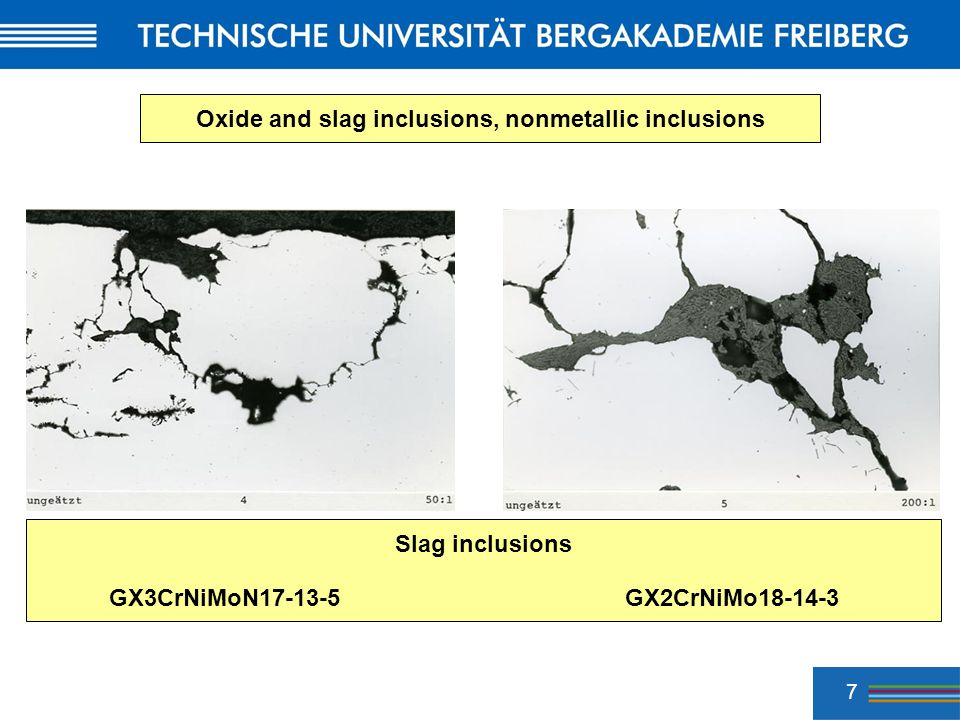 TECHNISCHE UNIVERSITÄT BERGAKADEMIE FREIBERG
Oxide and slag inclusions, nonmetallic inclusions
ungeätzt 4 50:1
ungeätzt 5 200:1
Slag inclusions
GX3CrNiMoN17-13-5 GX2CrNiMo18-14-3
7